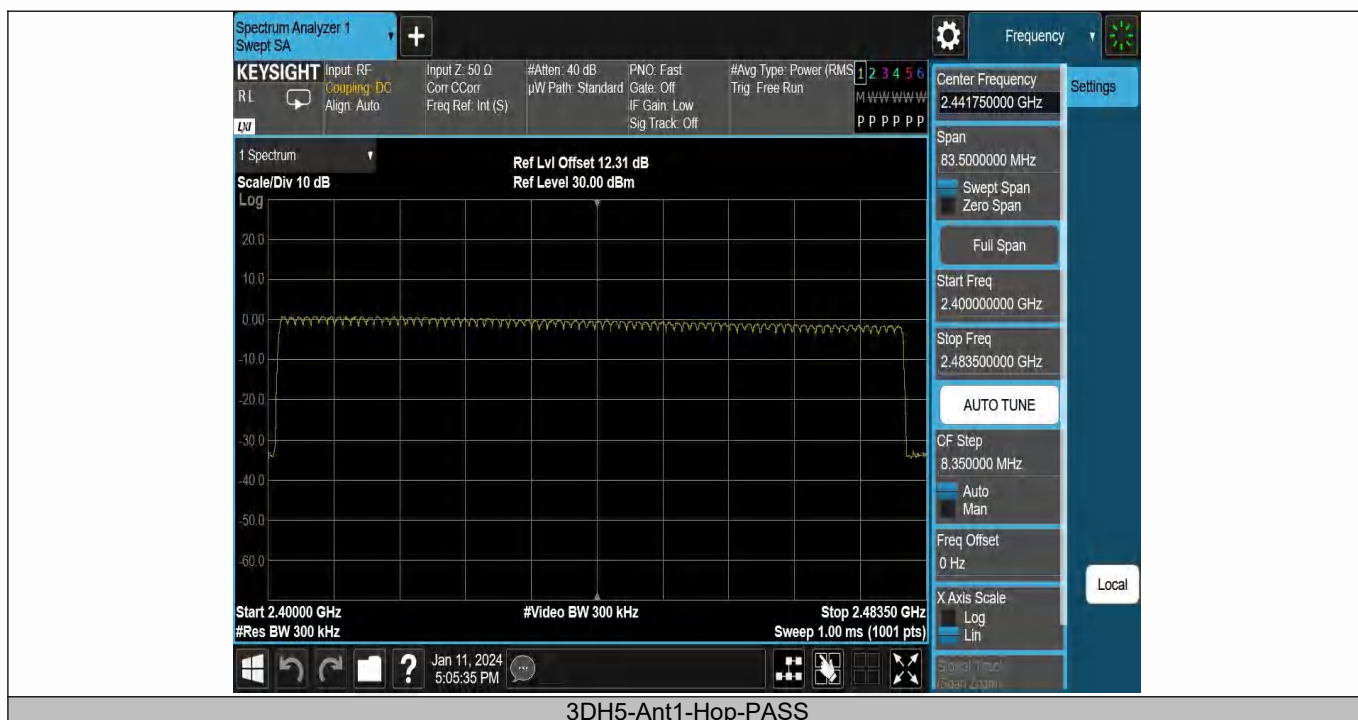 Spectrum Analyzer 1
Swept SA
+
Frequency
KEYSIGHT
R L
LXI
Input: RF
Coupling: DC
Align: Auto
Input Z: 50 Ω
Corr CCorr
Freq Ref: Int (S)
#Atten: 40 dB
µW Path: Standard
PNO: Fast
Gate: Off
IF Gain: Low
Sig Track: Off
#Avg Type: Power (RMS
Trig: Free Run
1 2 3 4 5 6
M W W W W W
P P P P P P
1 Spectrum
Scale/Div 10 dB
Ref Lvl Offset 12.31 dB
Ref Level 30.00 dBm
Log
20.0
10.0
0.00
-10.0
-20.0
-30.0
-40.0
-50.0
-60.0
Start 2.40000 GHz
#Res BW 300 kHz
#Video BW 300 kHz
Stop 2.48350 GHz
Sweep 1.00 ms (1001 pts)
?
Jan 11, 2024
5:05:35 PM
Center Frequency
2.441750000 GHz
Settings
Span
83.5000000 MHz
Swept Span
Zero Span
Full Span
Start Freq
2.400000000 GHz
Stop Freq
2.483500000 GHz
AUTO TUNE
CF Step
8.350000 MHz
Auto
Man
Freq Offset
0 Hz
X Axis Scale
Log
Lin
Local
Signal Track
(Span Zoom)
3DH5-Ant1-Hop-PASS